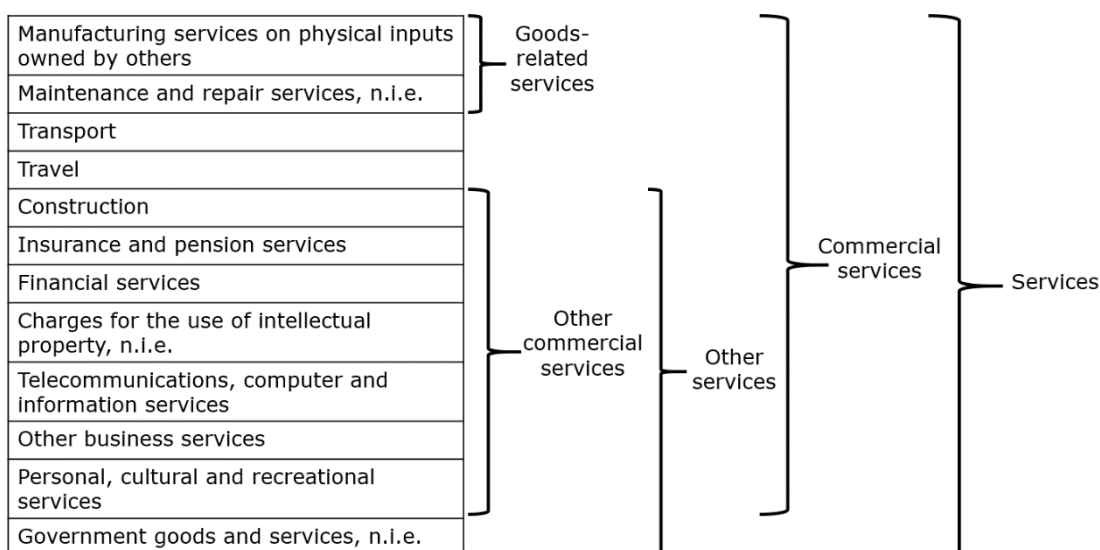 Manufacturing services on physical inputs
owned by others
Maintenance and repair services, n.i.e.
Transport
Travel
Construction
Insurance and pension services
Financial services
Charges for the use of intellectual
property, n.i.e.
Telecommunications, computer and
information services
Other business services
Personal, cultural and recreational
services
Government goods and services, n.i.e.
Goods-
related
services
Other
commercial
services
Other
services
Commercial
services
Services